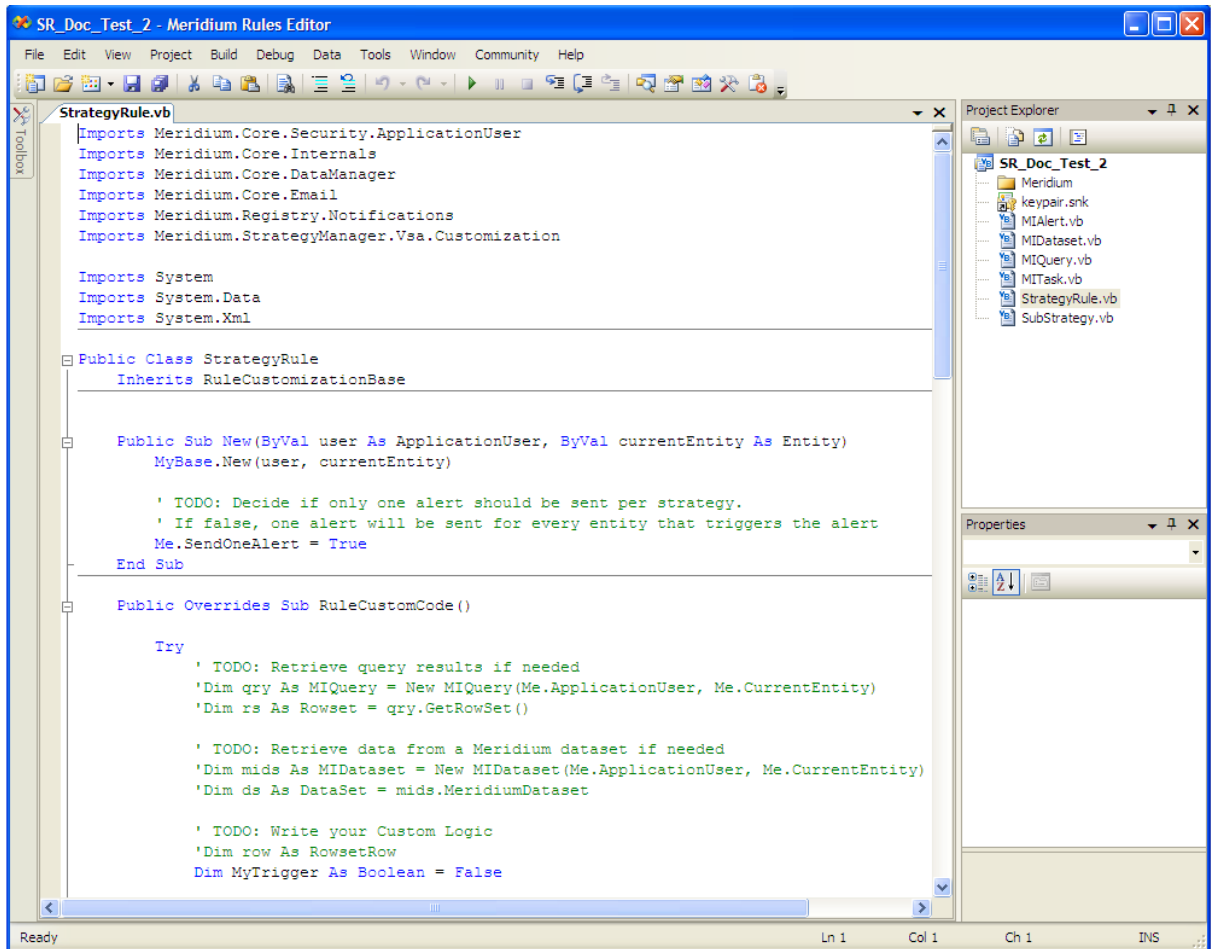 SR_Doc_Test_2 - Meridium Rules Editor
File Edit View Project Build Debug Data Tools Window Community Help
Toolbox
StrategyRule.vb
Imports Meridium.Core.Security.ApplicationUser
Imports Meridium.Core.Internals
Imports Meridium.Core.DataManager
Imports Meridium.Core.Email
Imports Meridium.Registry.Notifications
Imports Meridium.StrategyManager.Vsa.Customization
Imports System
Imports System.Data
Imports System.Xml
Public Class StrategyRule
Inherits RuleCustomizationBase
Public Sub New(ByVal user As ApplicationUser, ByVal currentEntity As Entity)
MyBase.New(user, currentEntity)
' TODO: Decide if only one alert should be sent per strategy.
' If false, one alert will be sent for every entity that triggers the alert
Me.SendOneAlert = True
End Sub
Public Overrides Sub RuleCustomCode()
Try
' TODO: Retrieve query results if needed
'Dim qry As MIQuery = New MIQuery(Me.ApplicationUser, Me.CurrentEntity)
'Dim rs As Rowset = qry.GetRowSet()
' TODO: Retrieve data from a Meridium dataset if needed
'Dim mids As MIDataset = New MIDataset(Me.ApplicationUser, Me.CurrentEntity)
'Dim ds As DataSet = mids.MeridiumDataset
' TODO: Write your Custom Logic
'Dim row As RowsetRow
Dim MyTrigger As Boolean = False
Project Explorer
SR_Doc_Test_2
Meridium
keypair.snk
MIAlert.vb
MIDataset.vb
MIQuery.vb
MITask.vb
StrategyRule.vb
SubStrategy.vb
Properties
Ready Ln 1 Col 1 Ch 1 INS